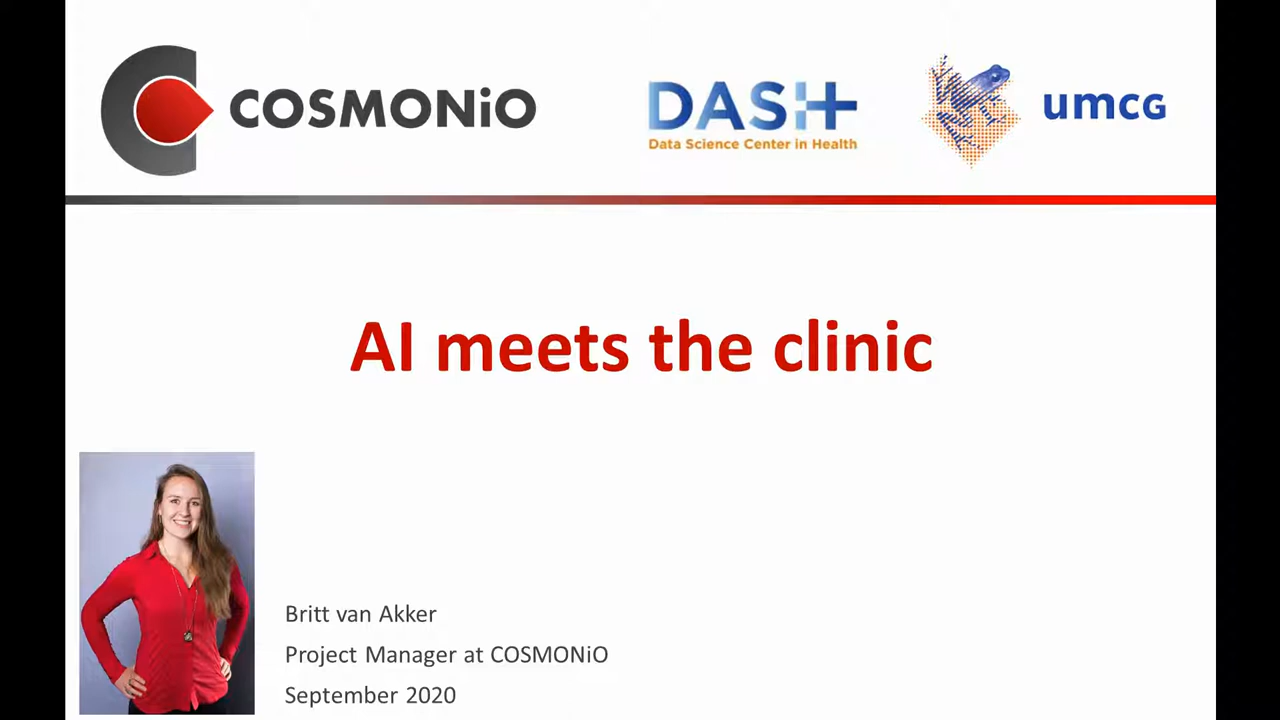 COSMONiO
DASH
Data Science Center in Health
umcg
AI meets the clinic
Britt van Akker
Project Manager at COSMONiO
September 2020